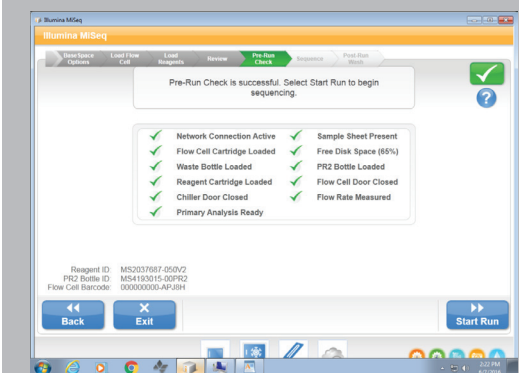 Illumina MiSeq
Illumina MiSeq
BaseSpace Options
Load Flow Cell
Load Reagents
Review
Pre-Run Check
Sequence
Post-Run Wash
Pre-Run Check is successful. Select Start Run to begin
sequencing.
Network Connection Active
Sample Sheet Present
Flow Cell Cartridge Loaded
Free Disk Space (65%)
Waste Bottle Loaded
PR2 Bottle Loaded
Reagent Cartridge Loaded
Flow Cell Door Closed
Chiller Door Closed
Flow Rate Measured
Primary Analysis Ready
Reagent ID: MS2037687-050V2
PR2 Bottle ID: MS4193015-00PR2
Flow Cell Barcode: 000000000-APJ8H
Back
Exit
Start Run
2:22 PM